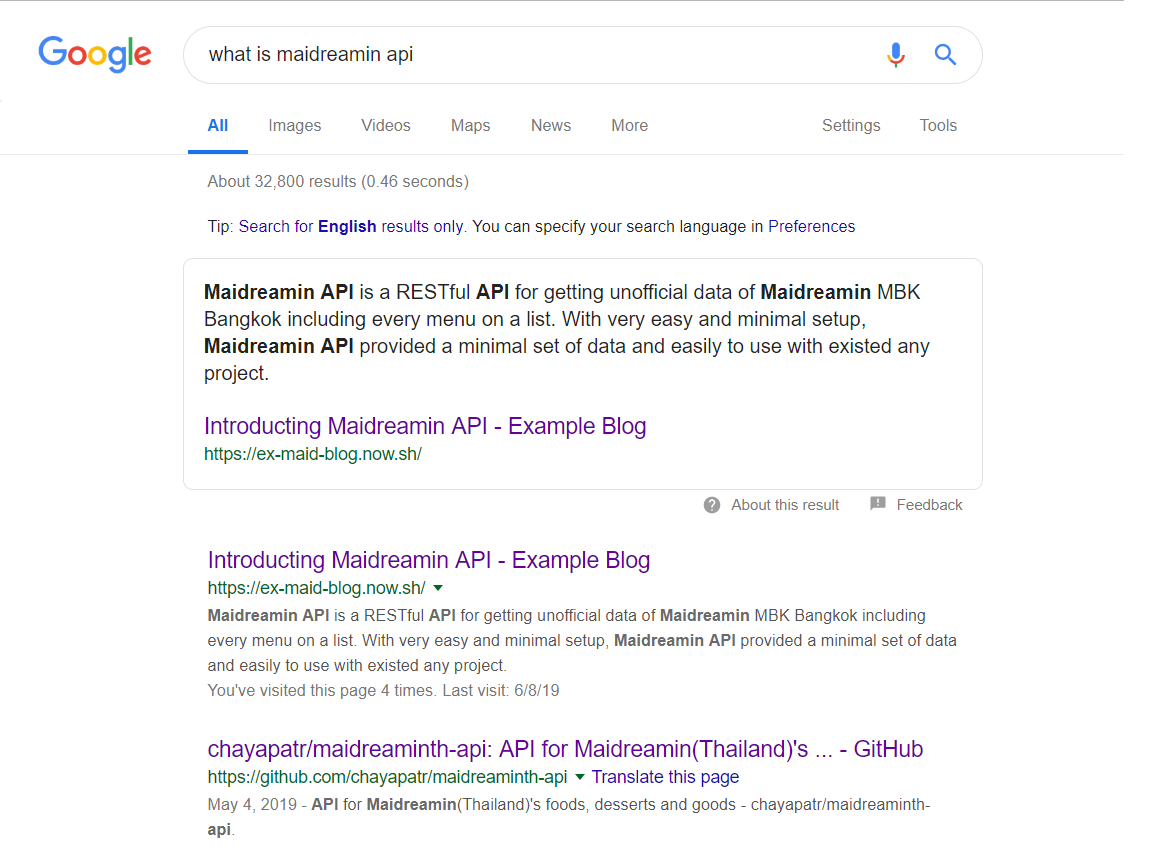 Google
what is maidreamin api
All Images Videos Maps News More Settings Tools
About 32,800 results (0.46 seconds)
Tip: Search for English results only. You can specify your search language in Preferences
Maidreamin API is a RESTful API for getting unofficial data of Maidreamin MBK
Bangkok including every menu on a list. With very easy and minimal setup,
Maidreamin API provided a minimal set of data and easily to use with existed any
project.
Introducting Maidreamin API - Example Blog
https://ex-maid-blog.now.sh/
About this result Feedback
Introducting Maidreamin API - Example Blog
https://ex-maid-blog.now.sh/
Maidreamin API is a RESTful API for getting unofficial data of Maidreamin MBK Bangkok including
every menu on a list. With very easy and minimal setup, Maidreamin API provided a minimal set of data
and easily to use with existed any project.
You've visited this page 4 times. Last visit: 6/8/19
chayapatr/maidreaminth-api: API for Maidreamin(Thailand)'s ... - GitHub
https://github.com/chayapatr/maidreaminth-api Translate this page
May 4, 2019 - API for Maidreamin(Thailand)'s foods, desserts and goods - chayapatr/maidreaminth-
api.